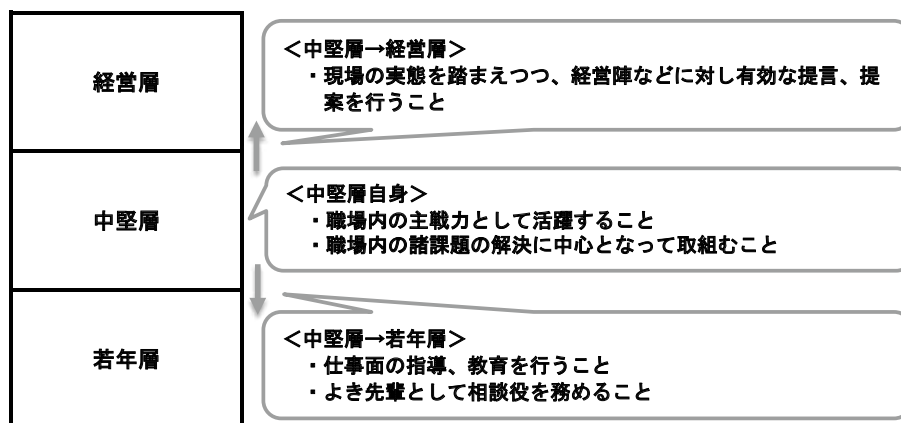 経営層
＜中堅層→経営層＞
・現場の実態を踏まえつつ、経営陣などに対し有効な提言、提
案を行うこと
中堅層
＜中堅層自身＞
・職場内の主戦力として活躍すること
・職場内の諸課題の解決に中心となって取組むこと
若年層
＜中堅層→若年層＞
・仕事面の指導、教育を行うこと
・よき先輩として相談役を務めること